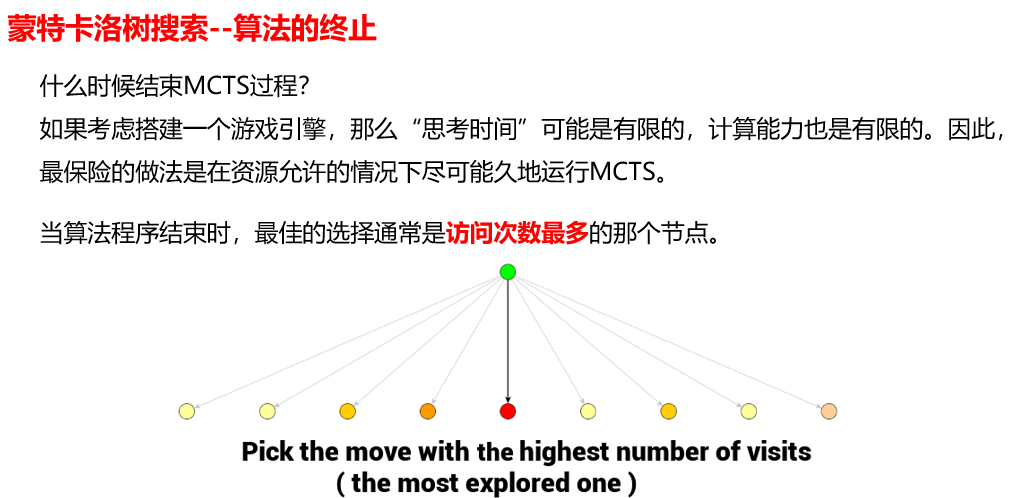 蒙特卡洛树搜索--算法的终止
什么时候结束MCTS过程？
如果考虑搭建一个游戏引擎，那么“思考时间”可能是有限的，计算能力也是有限的。因此，
最保险的做法是在资源允许的情况下尽可能久地运行MCTS。
当算法程序结束时，最佳的选择通常是访问次数最多的那个节点。
Pick the move with the highest number of visits
( the most explored one )